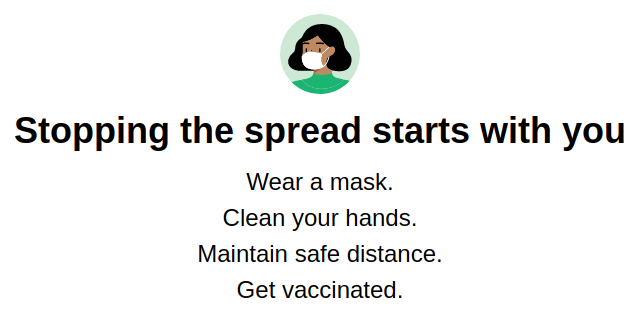 Stopping the spread starts with you
Wear a mask.
Clean your hands.
Maintain safe distance.
Get vaccinated.